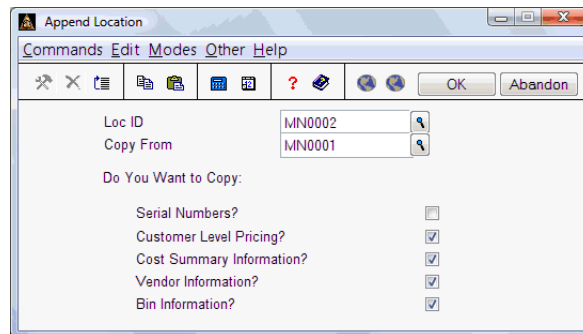 Append Location
Commands Edit Modes Other Help
OK Abandon
Loc ID MN0002
Copy From MN0001
Do You Want to Copy:
Serial Numbers?
Customer Level Pricing?
Cost Summary Information?
Vendor Information?
Bin Information?